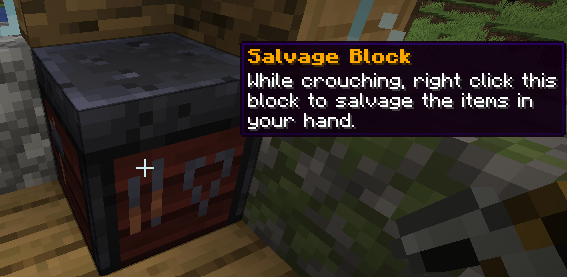 Salvage Block
While crouching, right click this
block to salvage the items in
your hand.